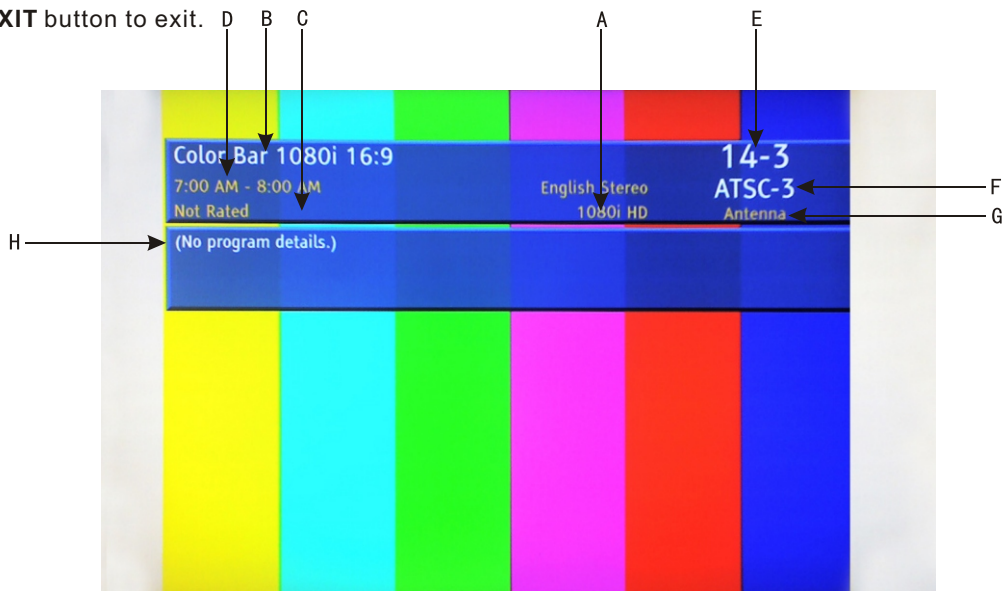 XIT button to exit. D B C A E
Color Bar 1080i 16:9 14-3
7:00 AM - 8:00 AM English Stereo ATSC-3 F
Not Rated 1080i HD Antenna G
H (No program details.)